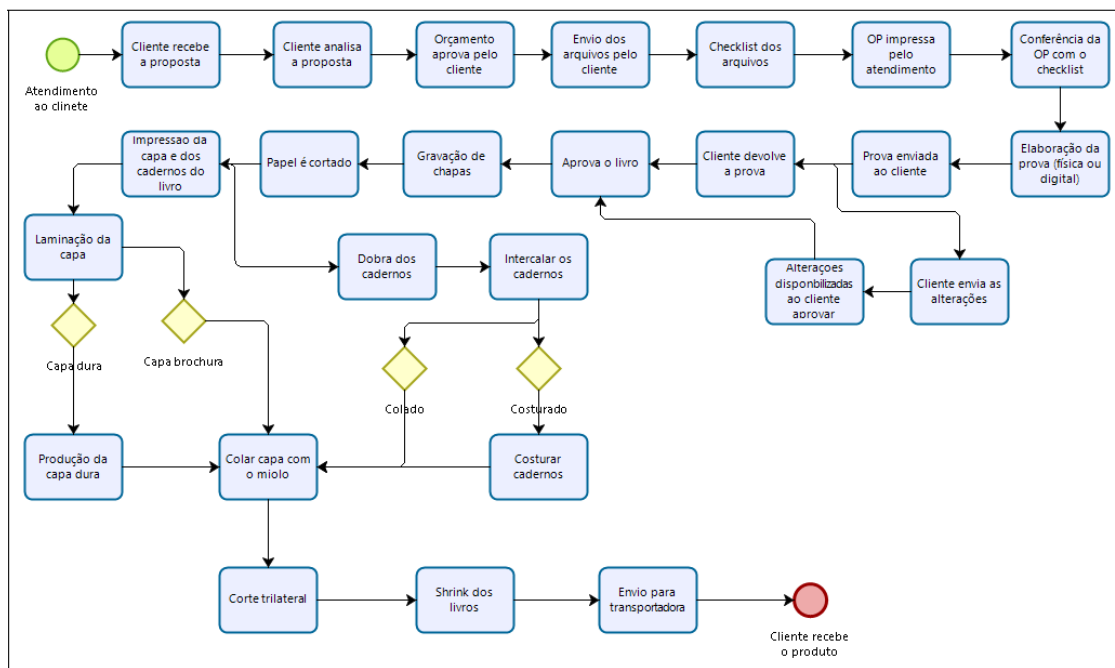 Cliente recebe
a proposta
Cliente analisa
a proposta
Orçamento
aprova pelo
cliente
Envio dos
arquivos pelo
cliente
Checklist dos
arquivos
OP impressa
pelo
atendimento
Conferência da
OP com o
checklist
Atendimento
ao clinete
Elaboração da
prova (física ou
digital)
Prova enviada
ao cliente
Cliente devolve
a prova
Aprova o livro
Gravação de
chapas
Papel é cortado
Impressão da
capa e dos
cadernos do
livro
Laminação da
capa
Dobra dos
cadernos
Intercalar os
cadernos
Alterações
disponbilizadas
ao cliente
aprovar
Cliente envia as
alterações
Capa dura
Capa brochura
Colado
Costurado
Produção da
capa dura
Colar capa com
o miolo
Costurar
cadernos
Corte trilateral
Shrink dos
livros
Envio para
transportadora
Cliente recebe
o produto